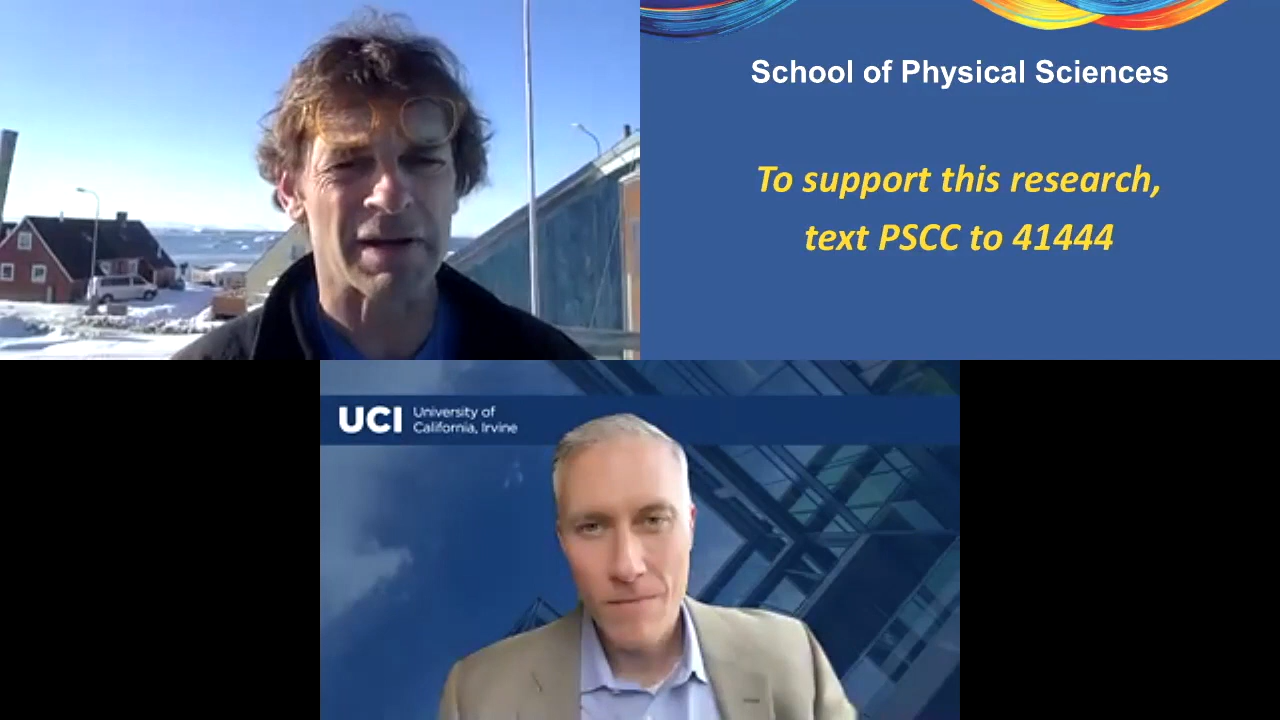 School of Physical Sciences
To support this research,
text PSCC to 41444
UCI University of
California, Irvine